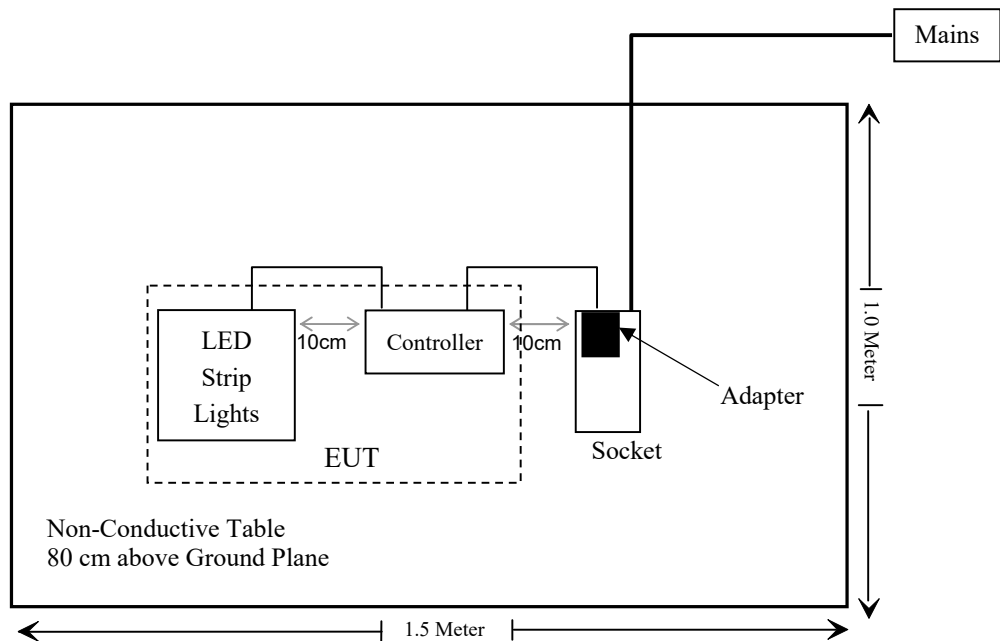 Mains
LED
Strip
Lights
10cm
Controller
10cm
Adapter
Socket
EUT
1.0 Meter
Non-Conductive Table
80 cm above Ground Plane
1.5 Meter